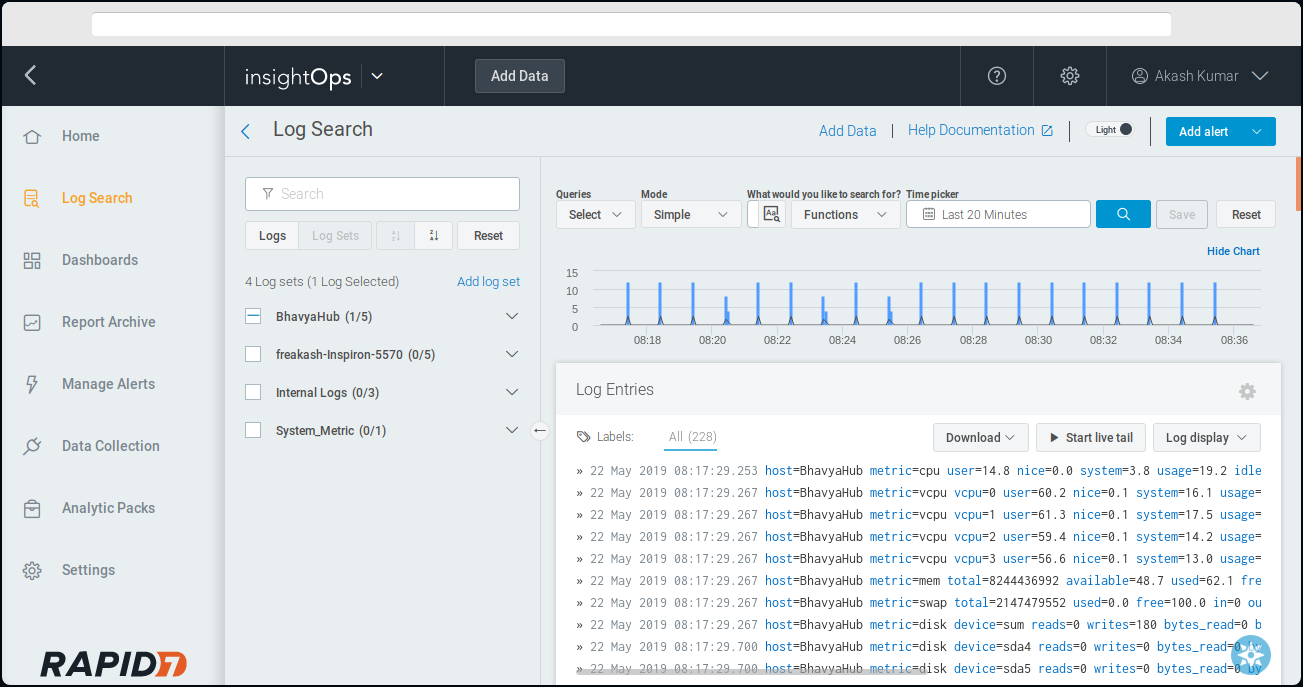 insightOps
Add Data
Akash Kumar
Home
Log Search
Dashboards
Report Archive
Manage Alerts
Data Collection
Analytic Packs
Settings
RAPID7
Log Search
Add Data
Help Documentation
Light
Add alert
Search
Logs
Log Sets
Reset
4 Log sets (1 Log Selected)
Add log set
BhavyaHub (1/5)
freakash-Inspiron-5570 (0/5)
Internal Logs (0/3)
System_Metric (0/1)
Queries
Mode
What would you like to search for?
Time picker
Select
Simple
Aa
Functions
Last 20 Minutes
Save
Reset
Hide Chart
15
10
5
0
08:18 08:20 08:22 08:24 08:26 08:28 08:30 08:32 08:34 08:36
Log Entries
Labels:
All (228)
Download
Start live tail
Log display
» 22 May 2019 08:17:29.253 host=BhavyaHub metric=cpu user=14.8 nice=0.0 system=3.8 usage=19.2 idle
» 22 May 2019 08:17:29.267 host=BhavyaHub metric=vcpu vcpu=0 user=60.2 nice=0.1 system=16.1 usage=
» 22 May 2019 08:17:29.267 host=BhavyaHub metric=vcpu vcpu=1 user=61.3 nice=0.1 system=17.5 usage=
» 22 May 2019 08:17:29.267 host=BhavyaHub metric=vcpu vcpu=2 user=59.4 nice=0.1 system=14.2 usage=
» 22 May 2019 08:17:29.267 host=BhavyaHub metric=vcpu vcpu=3 user=56.6 nice=0.1 system=13.0 usage=
» 22 May 2019 08:17:29.267 host=BhavyaHub metric=mem total=8244436992 available=48.7 used=62.1 fre
» 22 May 2019 08:17:29.267 host=BhavyaHub metric=swap total=2147479552 used=0.0 free=100.0 in=0 ou
» 22 May 2019 08:17:29.267 host=BhavyaHub metric=disk device=sum reads=0 writes=180 bytes_read=0 b
» 22 May 2019 08:17:29.700 host=BhavyaHub metric=disk device=sda4 reads=0 writes=0 bytes_read=0 by
» 22 May 2019 08:17:29.700 host=BhavyaHub metric=disk device=sda5 reads=0 writes=0 bytes_read=0 by